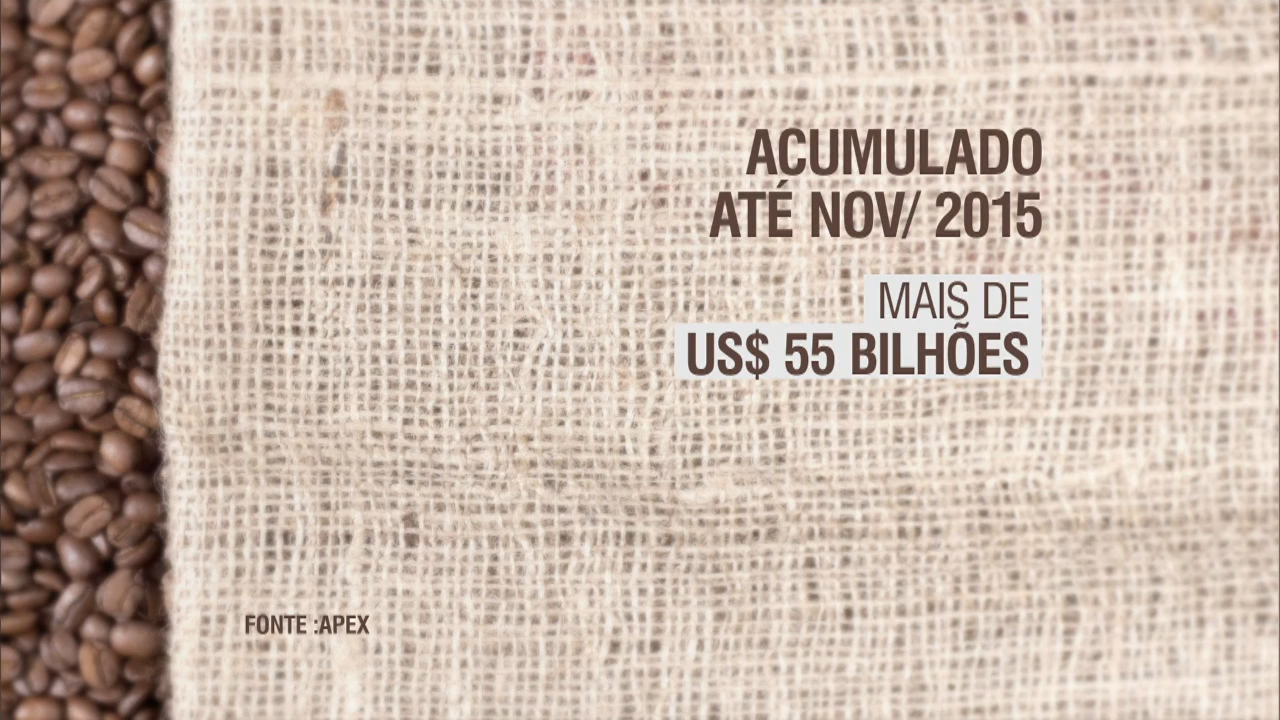 ACUMULADO
ATÉ NOV/ 2015
MAIS DE
US$ 55 BILHÕES
FONTE :APEX